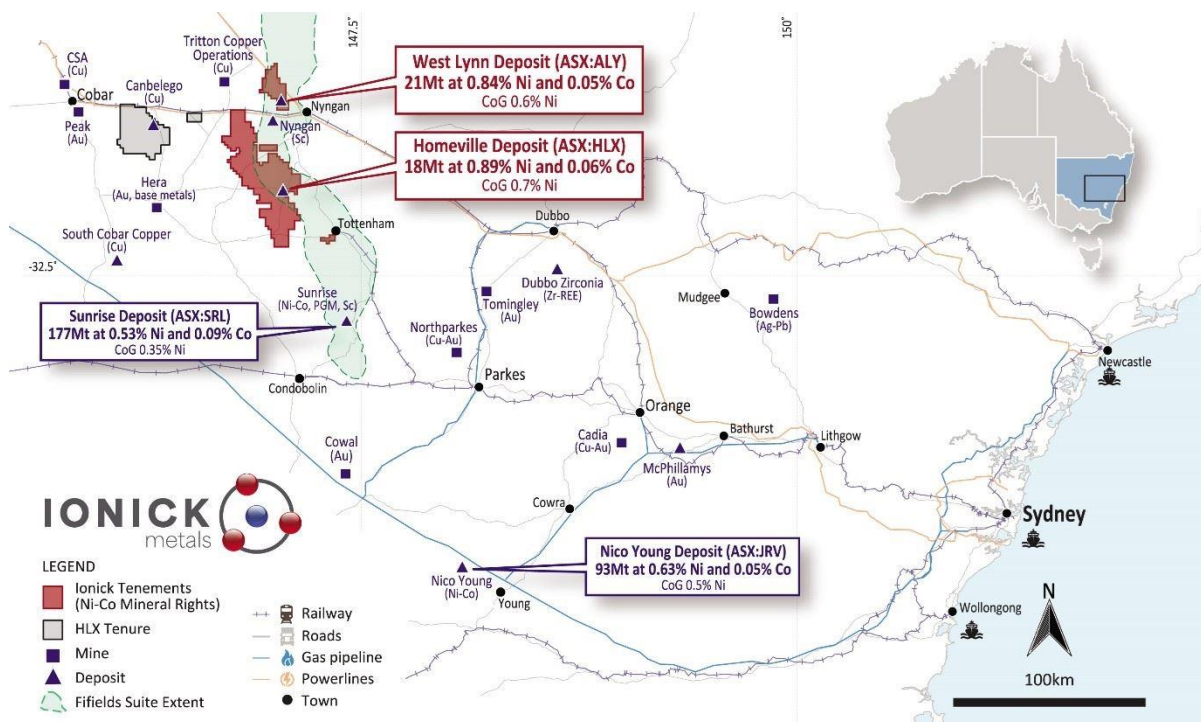 147.5°
150°
-32.5°
CSA
(Cu)
Cobar
Peak
(Au)
Canbelego
(Cu)
Tritton Copper
Operations
(Cu)
Nyngan
Nyngan
(Sc)
West Lynn Deposit (ASX:ALY)
21Mt at 0.84% Ni and 0.05% Co
CoG 0.6% Ni
Homeville Deposit (ASX:HLX)
18Mt at 0.89% Ni and 0.06% Co
CoG 0.7% Ni
Hera
(Au, base metals)
South Cobar Copper
(Cu)
Tottenham
Dubbo
Dubbo Zirconia
(Zr-REE)
Tomingley
(Au)
Mudgee
Bowdens
(Ag-Pb)
Sunrise
(Ni-Co, PGM, Sc)
Sunrise Deposit (ASX:SRL)
177Mt at 0.53% Ni and 0.09% Co
CoG 0.35% Ni
Northparkes
(Cu-Au)
Newcastle
Condobolin
Parkes
Orange
Bathurst
Lithgow
Cadia
(Cu-Au)
McPhillamys
(Au)
Cowal
(Au)
Cowra
Sydney
Nico Young Deposit (ASX:JRV)
93Mt at 0.63% Ni and 0.05% Co
CoG 0.5% Ni
Nico Young
(Ni-Co)
Young
Wollongong
IONICK
metals
LEGEND
Ionick Tenements
(Ni-Co Mineral Rights)
HLX Tenure
Mine
Deposit
Fifields Suite Extent
Railway
Roads
Gas pipeline
Powerlines
Town
N
100km